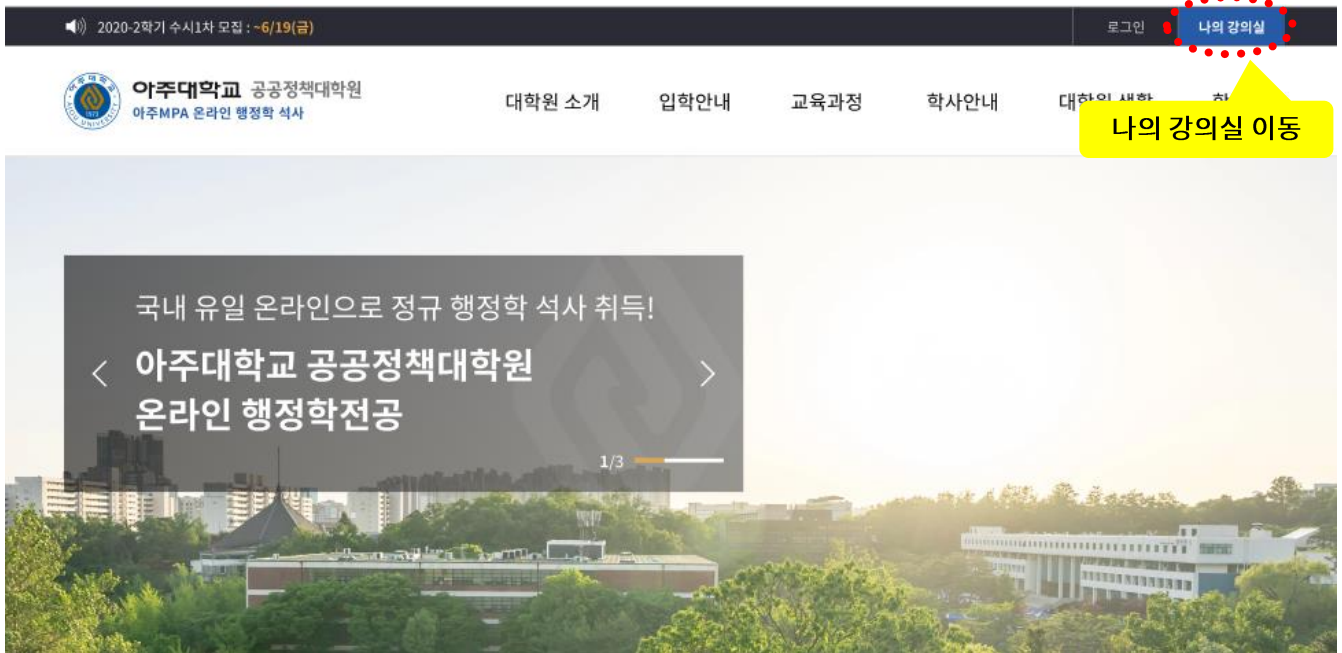 2020-2학기 수시1차 모집 : ~6/19(금)
로그인
나의 강의실
아주대학교 공공정책대학원
아주MPA 온라인 행정학 석사
대학원 소개
입학안내
교육과정
학사안내
대학원
나의 강의실 이동
국내 유일 온라인으로 정규 행정학 석사 취득!
아주대학교 공공정책대학원
온라인 행정학전공
1/3